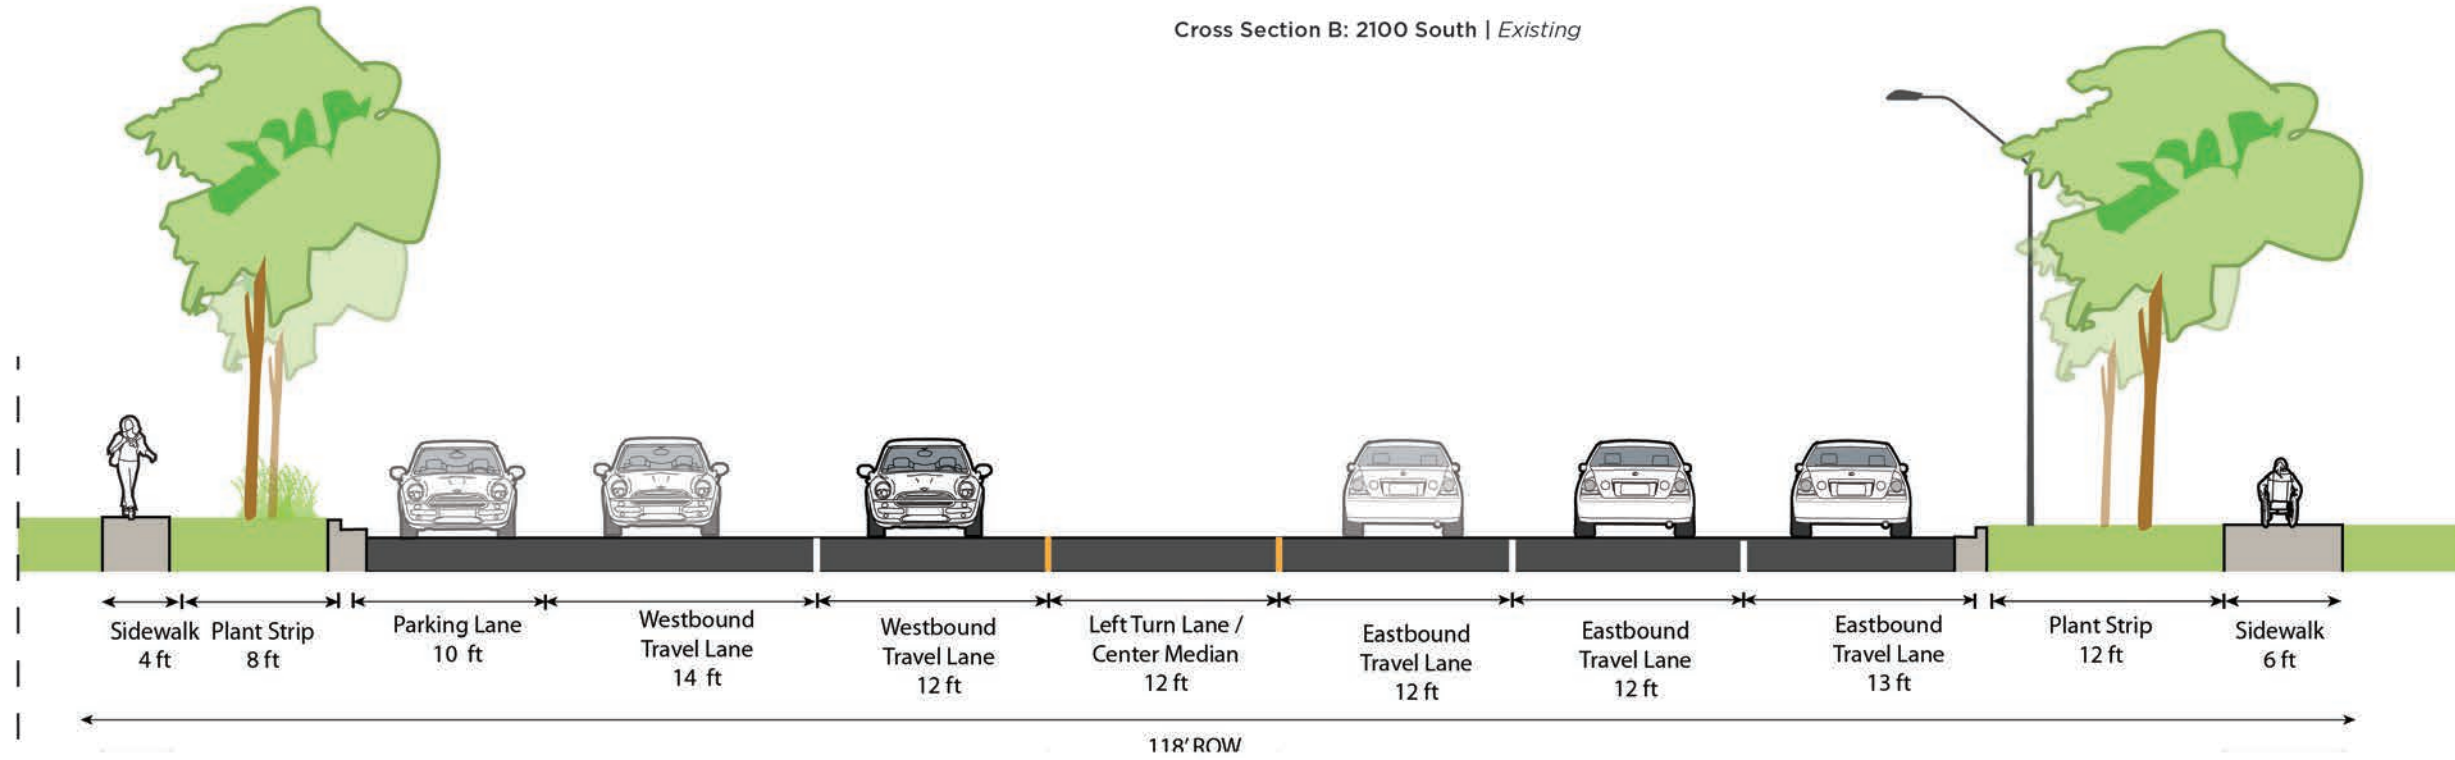 Cross Section B: 2100 South | Existing
Sidewalk
4 ft
Plant Strip
8 ft
Parking Lane
10 ft
Westbound
Travel Lane
14 ft
Westbound
Travel Lane
12 ft
Left Turn Lane /
Center Median
12 ft
Eastbound
Travel Lane
12 ft
Eastbound
Travel Lane
12 ft
Eastbound
Travel Lane
13 ft
Plant Strip
12 ft
Sidewalk
6 ft
118' ROW